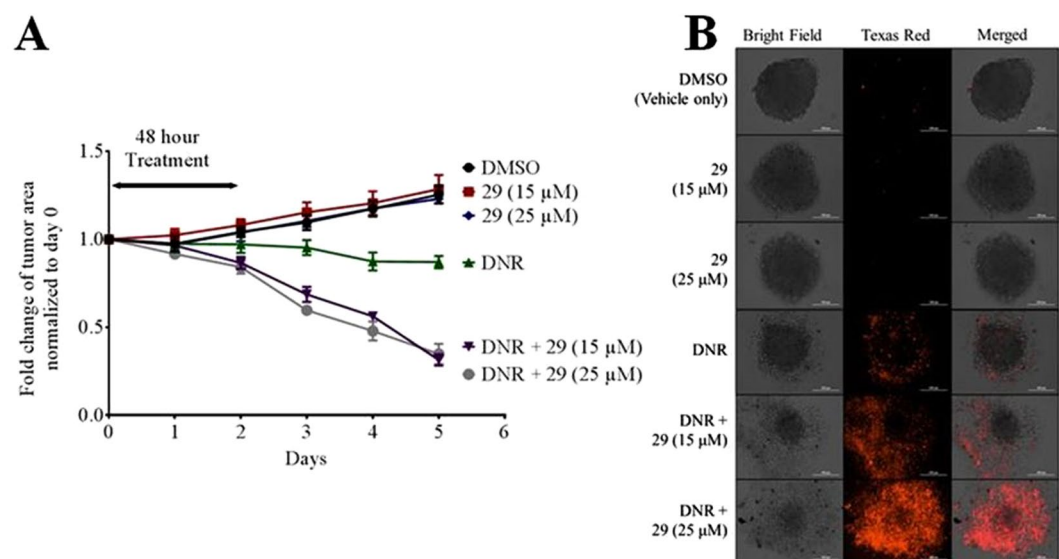 A
48 hour
Treatment
Fold change of tumor area
normalized to day 0
1.5
1.0
0.5
0.0
0 1 2 3 4 5 6
Days
DMSO
29 (15 µM)
29 (25 µM)
DNR
DNR + 29 (15 µM)
DNR + 29 (25 µM)
B
Bright Field Texas Red Merged
DMSO
(Vehicle only)
29
(15 µM)
29
(25 µM)
DNR
DNR +
29 (15 µM)
DNR +
29 (25 µM)